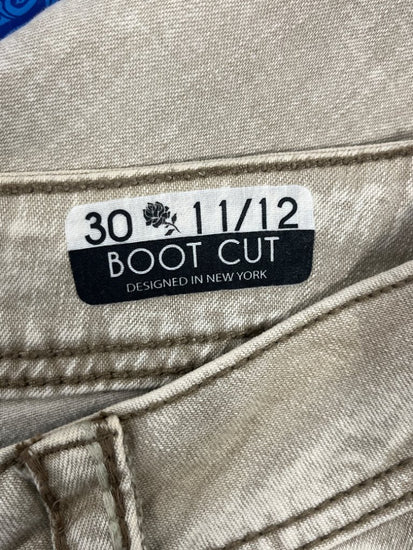 30 11/12
BOOT CUT
DESIGNED IN NEW YORK